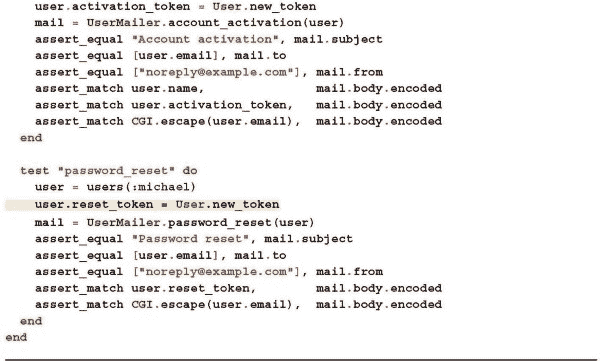 user.activation_token = User.new_token
mail = UserMailer.account_activation(user)
assert_equal "Account activation", mail.subject
assert_equal [user.email], mail.to
assert_equal ["noreply@example.com"], mail.from
assert_match user.name,               mail.body.encoded
assert_match user.activation_token,   mail.body.encoded
assert_match CGI.escape(user.email),  mail.body.encoded
end
test "password_reset" do
user = users(:michael)
user.reset_token = User.new_token
mail = UserMailer.password_reset(user)
assert_equal "Password reset", mail.subject
assert_equal [user.email], mail.to
assert_equal ["noreply@example.com"], mail.from
assert_match user.reset_token,        mail.body.encoded
assert_match CGI.escape(user.email),  mail.body.encoded
end
end